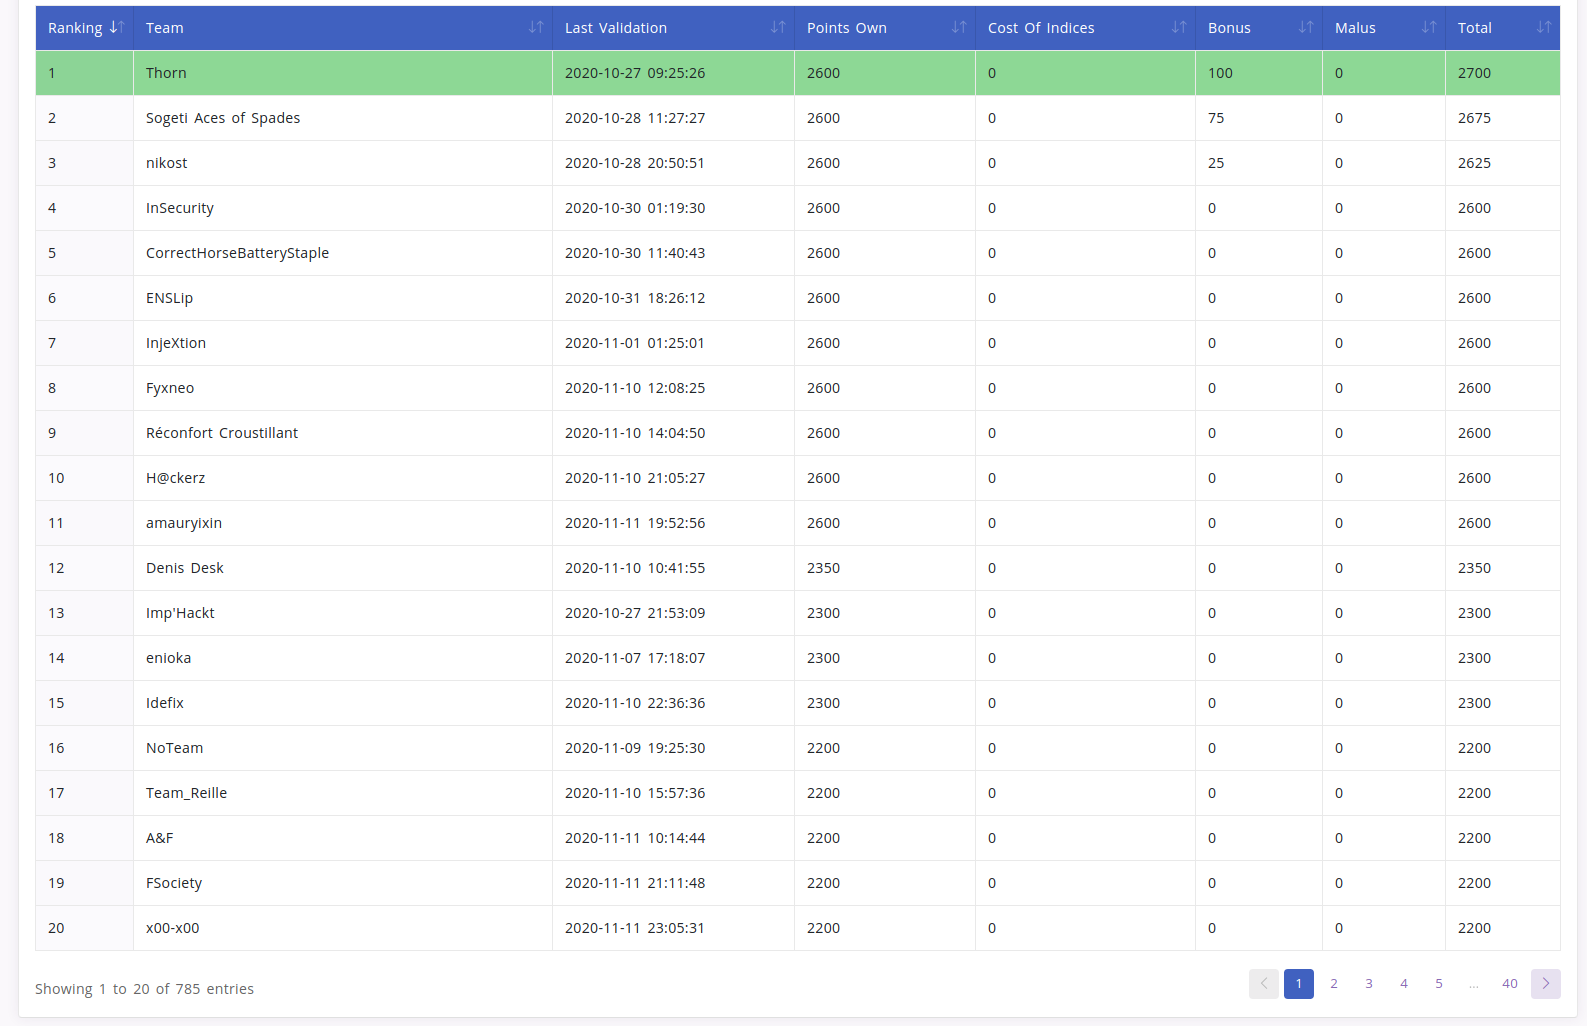 Ranking Team Last Validation Points Own Cost Of Indices Bonus Malus Total
1 Thorn 2020-10-27 09:25:26 2600 0 100 0 2700
2 Sogeti Aces of Spades 2020-10-28 11:27:27 2600 0 75 0 2675
3 nikost 2020-10-28 20:50:51 2600 0 25 0 2625
4 InSecurity 2020-10-30 01:19:30 2600 0 0 0 2600
5 CorrectHorseBatteryStaple 2020-10-30 11:40:43 2600 0 0 0 2600
6 ENSLip 2020-10-31 18:26:12 2600 0 0 0 2600
7 InjeXtion 2020-11-01 01:25:01 2600 0 0 0 2600
8 Fyxneo 2020-11-10 12:08:25 2600 0 0 0 2600
9 Réconfort Croustillant 2020-11-10 14:04:50 2600 0 0 0 2600
10 H@ckerz 2020-11-10 21:05:27 2600 0 0 0 2600
11 amauryixin 2020-11-11 19:52:56 2600 0 0 0 2600
12 Denis Desk 2020-11-10 10:41:55 2350 0 0 0 2350
13 Imp'Hackt 2020-10-27 21:53:09 2300 0 0 0 2300
14 enioka 2020-11-07 17:18:07 2300 0 0 0 2300
15 Idefix 2020-11-10 22:36:36 2300 0 0 0 2300
16 NoTeam 2020-11-09 19:25:30 2200 0 0 0 2200
17 Team_Reille 2020-11-10 15:57:36 2200 0 0 0 2200
18 A&F 2020-11-11 10:14:44 2200 0 0 0 2200
19 FSociety 2020-11-11 21:11:48 2200 0 0 0 2200
20 x00-x00 2020-11-11 23:05:31 2200 0 0 0 2200
Showing 1 to 20 of 785 entries 1 2 3 4 5 ... 40